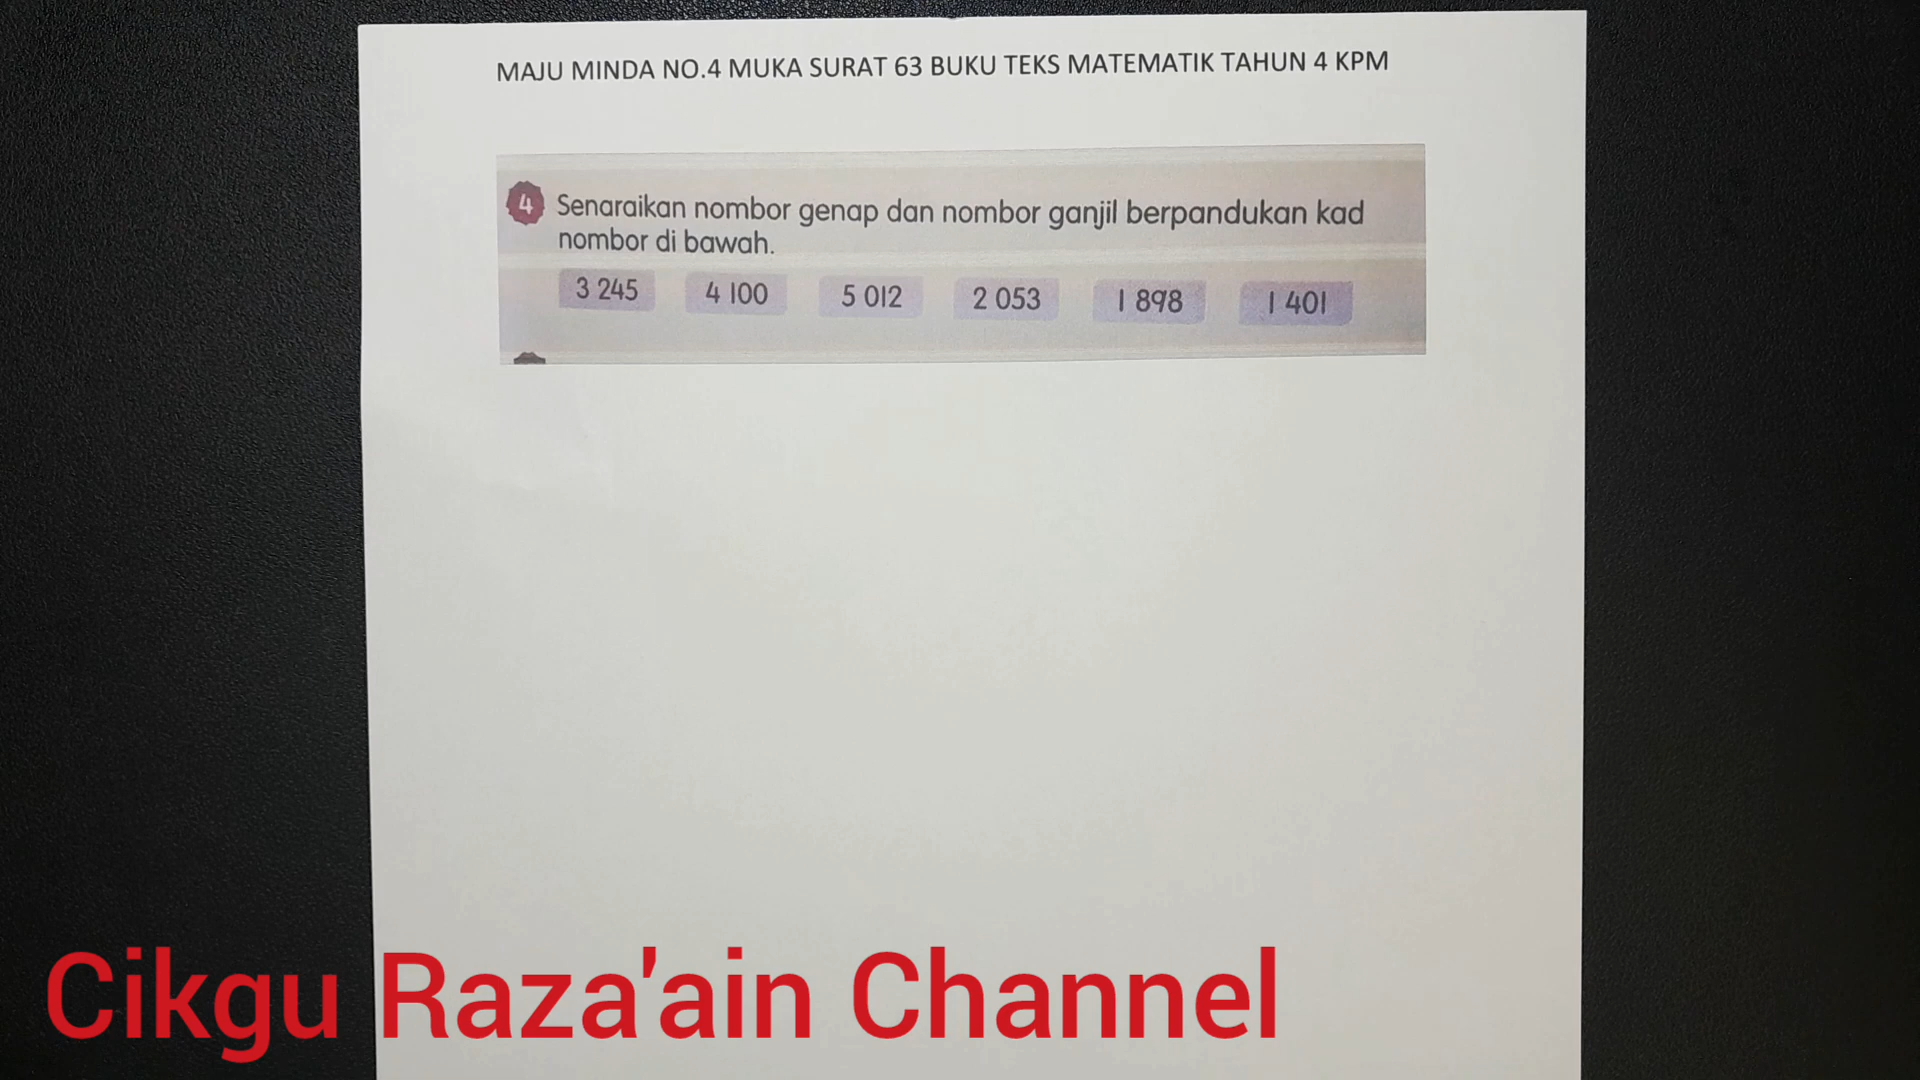 MAJU MINDA NO.4 MUKA SURAT 63 BUKU TEKS MATEMATIK TAHUN 4 KPM
4 Senaraikan nombor genap dan nombor ganjil berpandukan kad
nombor di bawah.
3 245 4 100 5 012 2 053 1 898 1 401
Cikgu Raza'ain Channel